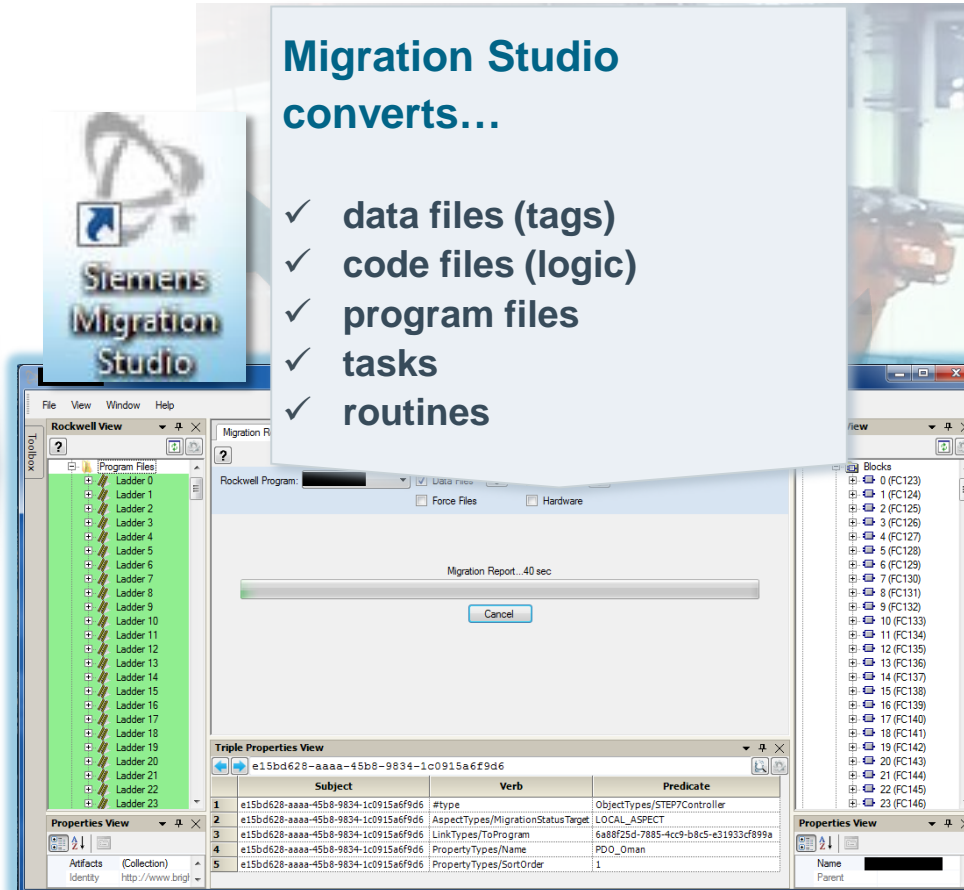 Migration Studio
converts...
✓ data files (tags)
✓ code files (logic)
✓ program files
✓ tasks
✓ routines
Siemens
Migration
Studio
File View Window Help
Toolbox
Rockwell View
Program Files
Ladder 0
Ladder 1
Ladder 2
Ladder 3
Ladder 4
Ladder 5
Ladder 6
Ladder 7
Ladder 8
Ladder 9
Ladder 10
Ladder 11
Ladder 12
Ladder 13
Ladder 14
Ladder 15
Ladder 16
Ladder 17
Ladder 18
Ladder 19
Ladder 20
Ladder 21
Ladder 22
Ladder 23
Properties View
Artifacts (Collection)
Identity
Migration R
Rockwell Program: Data Files
Force Files Hardware
Migration Report...40 sec
Cancel
Triple Properties View
e15bd628-aaaa-45b8-9834-1c0915a6f9d6
Subject Verb Predicate
1 e15bd628-aaaa-45b8-9834-1c0915a6f9d6 #type ObjectTypes/STEP7Controller
2 e15bd628-aaaa-45b8-9834-1c0915a6f9d6 AspectTypes/MigrationStatusTarget LOCAL_ASPECT
3 e15bd628-aaaa-45b8-9834-1c0915a6f9d6 LinkTypes/ToProgram 6a88f25d-7885-4cc9-b8c5-e31933cf899a
4 e15bd628-aaaa-45b8-9834-1c0915a6f9d6 PropertyTypes/Name PDO_Oman
5 e15bd628-aaaa-45b8-9834-1c0915a6f9d6 PropertyTypes/SortOrder 1
Blocks
0 (FC123)
1 (FC124)
2 (FC125)
3 (FC126)
4 (FC127)
5 (FC128)
6 (FC129)
7 (FC130)
8 (FC131)
9 (FC132)
10 (FC133)
11 (FC134)
12 (FC135)
13 (FC136)
14 (FC137)
15 (FC138)
16 (FC139)
17 (FC140)
18 (FC141)
19 (FC142)
20 (FC143)
21 (FC144)
22 (FC145)
23 (FC146)
Properties View
Name
Parent